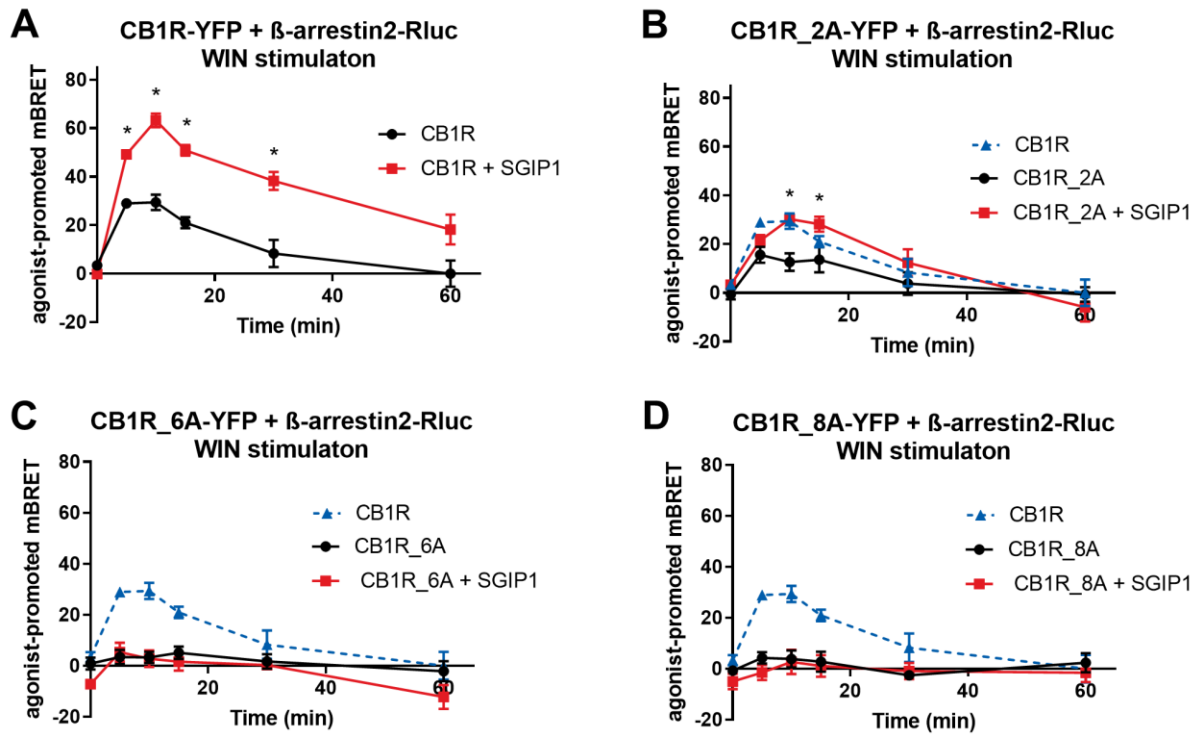 A
CB1R-YFP + ß-arrestin2-Rluc
WIN stimulaton
agonist-promoted mBRET
80
60
40
20
0
-20
* * * *
CB1R
CB1R + SGIP1
20
40
60
Time (min)
B
CB1R_2A-YFP + ß-arrestin2-Rluc
WIN stimulaton
agonist-promoted mBRET
80
60
40
20
0
-20
* *
CB1R
CB1R_2A
CB1R_2A + SGIP1
20
40
60
Time (min)
C
CB1R_6A-YFP + ß-arrestin2-Rluc
WIN stimulaton
agonist-promoted mBRET
80
60
40
20
0
-20
CB1R
CB1R_6A
CB1R_6A + SGIP1
20
40
60
Time (min)
D
CB1R_8A-YFP + ß-arrestin2-Rluc
WIN stimulaton
agonist-promoted mBRET
80
60
40
20
0
-20
CB1R
CB1R_8A
CB1R_8A + SGIP1
20
40
60
Time (min)